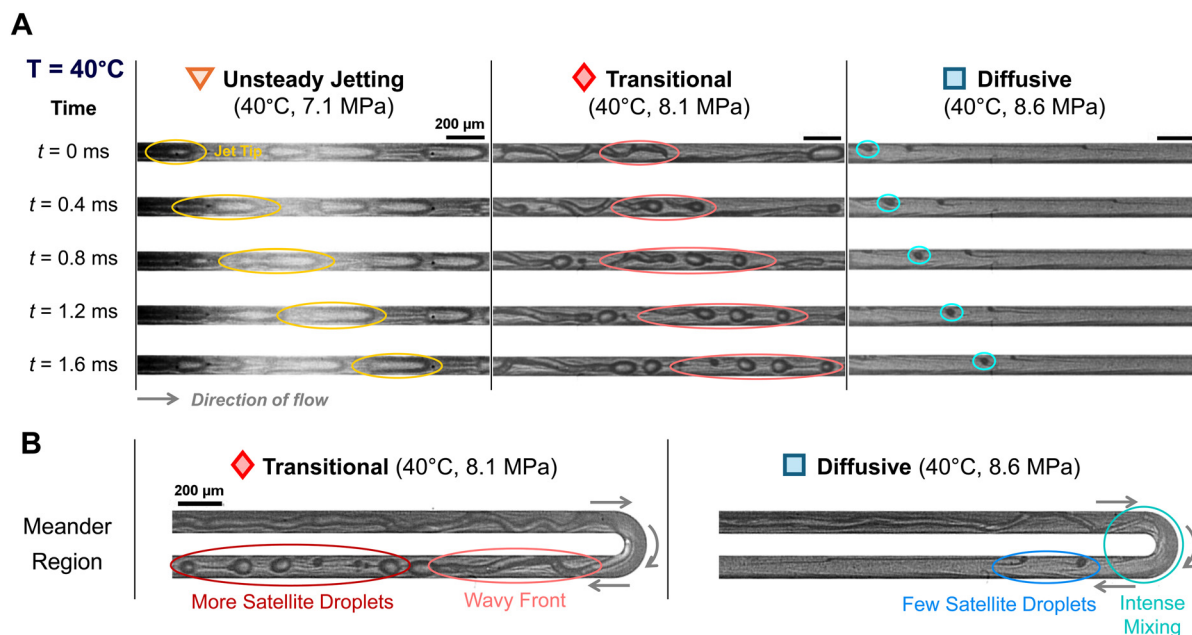 A
T = 40°C
Time
Unsteady Jetting
(40°C, 7.1 MPa)
Transitional
(40°C, 8.1 MPa)
Diffusive
(40°C, 8.6 MPa)
200 µm
Jet Tip
t = 0 ms
t = 0.4 ms
t = 0.8 ms
t = 1.2 ms
t = 1.6 ms
Direction of flow
B
Transitional (40°C, 8.1 MPa)
Diffusive (40°C, 8.6 MPa)
200 µm
Meander
Region
More Satellite Droplets
Wavy Front
Few Satellite Droplets
Intense
Mixing